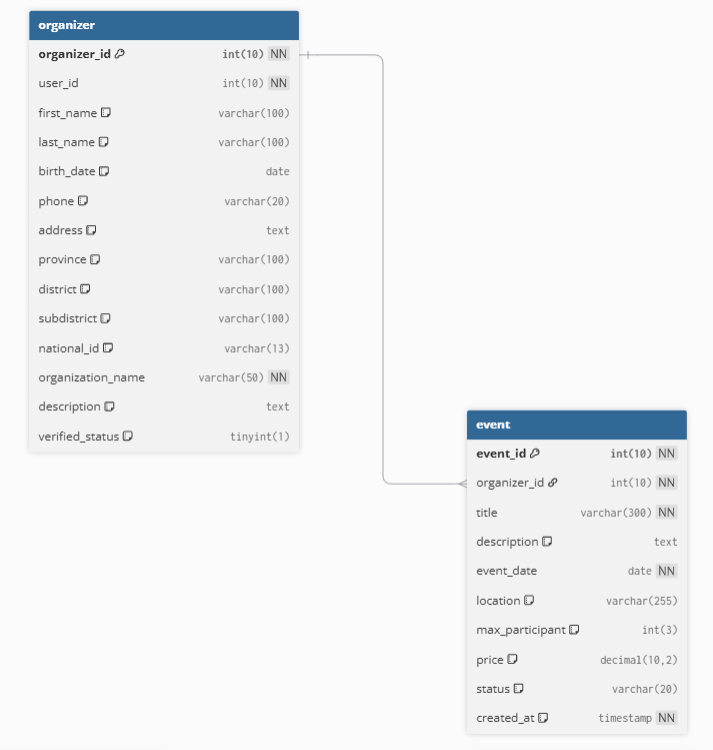 organizer
organizer_id int(10) NN
user_id int(10) NN
first_name varchar(100)
last_name varchar(100)
birth_date date
phone varchar(20)
address text
province varchar(100)
district varchar(100)
subdistrict varchar(100)
national_id varchar(13)
organization_name varchar(50) NN
description text
verified_status tinyint(1)
event
event_id int(10) NN
organizer_id int(10) NN
title varchar(300) NN
description text
event_date date NN
location varchar(255)
max_participant int(3)
price decimal(10,2)
status varchar(20)
created_at timestamp NN